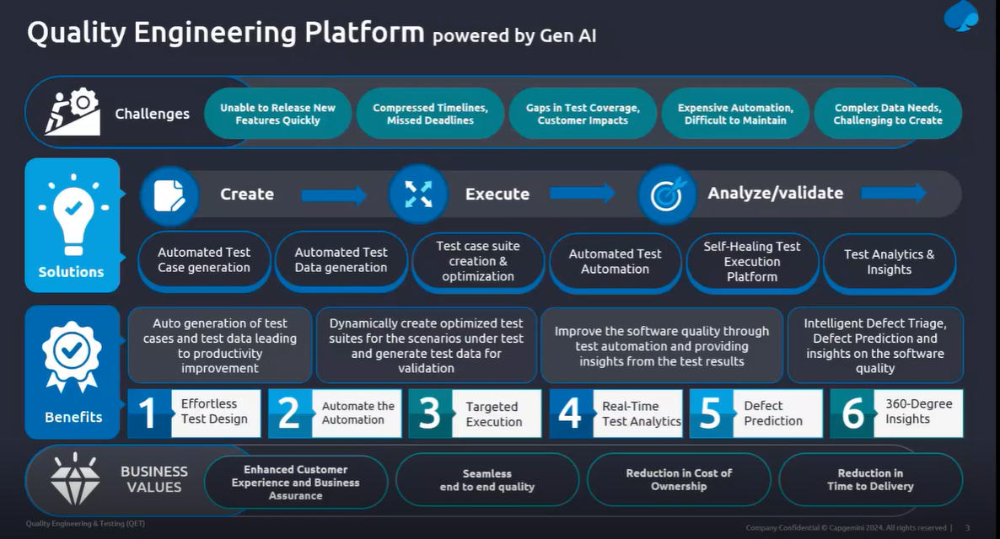 Quality Engineering Platform powered by Gen AI
Challenges
Unable to Release New
Features Quickly
Compressed Timelines,
Missed Deadlines
Gaps in Test Coverage,
Customer Impacts
Expensive Automation,
Difficult to Maintain
Complex Data Needs,
Challenging to Create
Solutions
Create
Execute
Analyze/validate
Automated Test
Case generation
Automated Test
Data generation
Test case suite
creation &
optimization
Automated Test
Automation
Self-Healing Test
Execution
Platform
Test Analytics &
Insights
Benefits
Auto generation of test
cases and test data leading
to productivity
improvement
Dynamically create optimized test
suites for the scenarios under test
and generate test data for
validation
Improve the software quality through
test automation and providing
insights from the test results
Intelligent Defect Triage,
Defect Prediction and
insights on the software
quality
1
Effortless
Test Design
2
Automate the
Automation
3
Targeted
Execution
4
Real-Time
Test Analytics
5
Defect
Prediction
6
360-Degree
Insights
BUSINESS
VALUES
Enhanced Customer
Experience and Business
Assurance
Seamless
end to end quality
Reduction in Cost of
Ownership
Reduction in
Time to Delivery
Quality Engineering & Testing (QET)
Company Confidential © Capgemini 2024. All rights reserved | 3